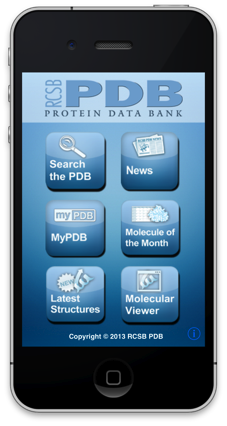 RCSB PDB
PROTEIN DATA BANK
Search
the PDB
News
my PDB
MyPDB
Molecule of
the Month
Latest
Structures
Molecular
Viewer
Copyright © 2013 RCSB PDB
i